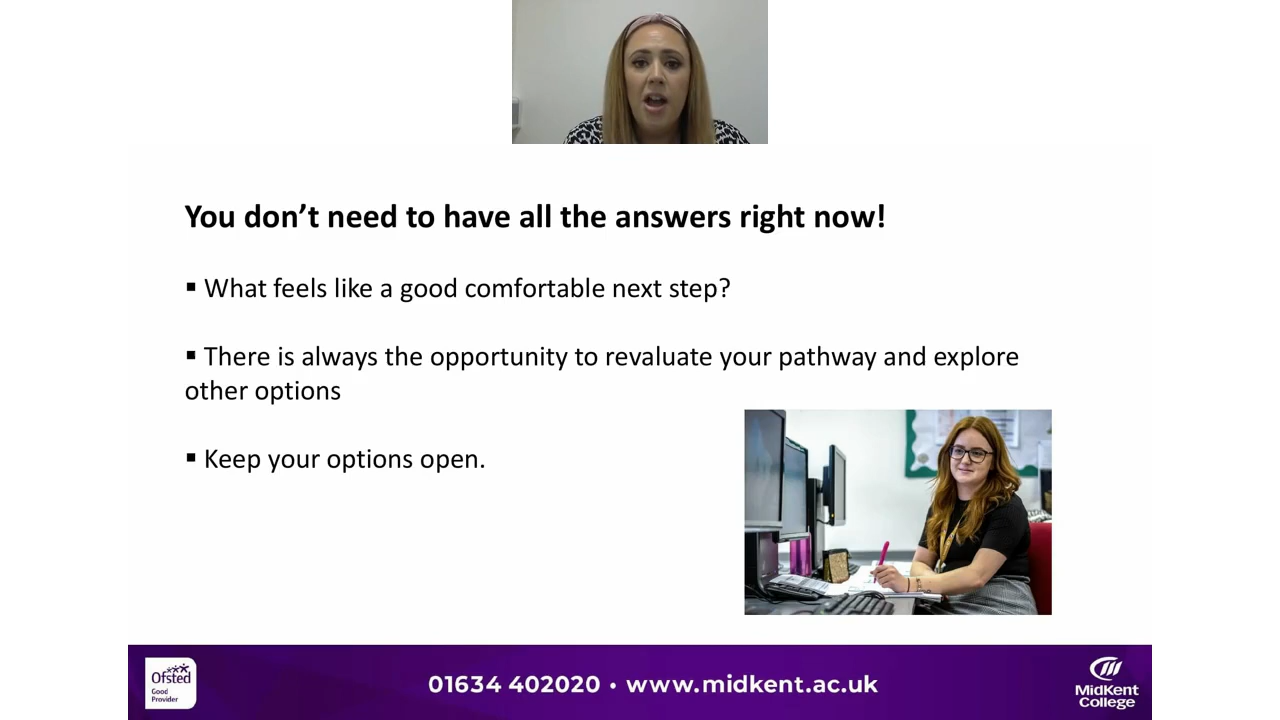 You don’t need to have all the answers right now!
▪ What feels like a good comfortable next step?
▪ There is always the opportunity to revaluate your pathway and explore
other options
▪ Keep your options open.
Ofsted
Good
Provider
01634 402020 • www.midkent.ac.uk
MidKent
College